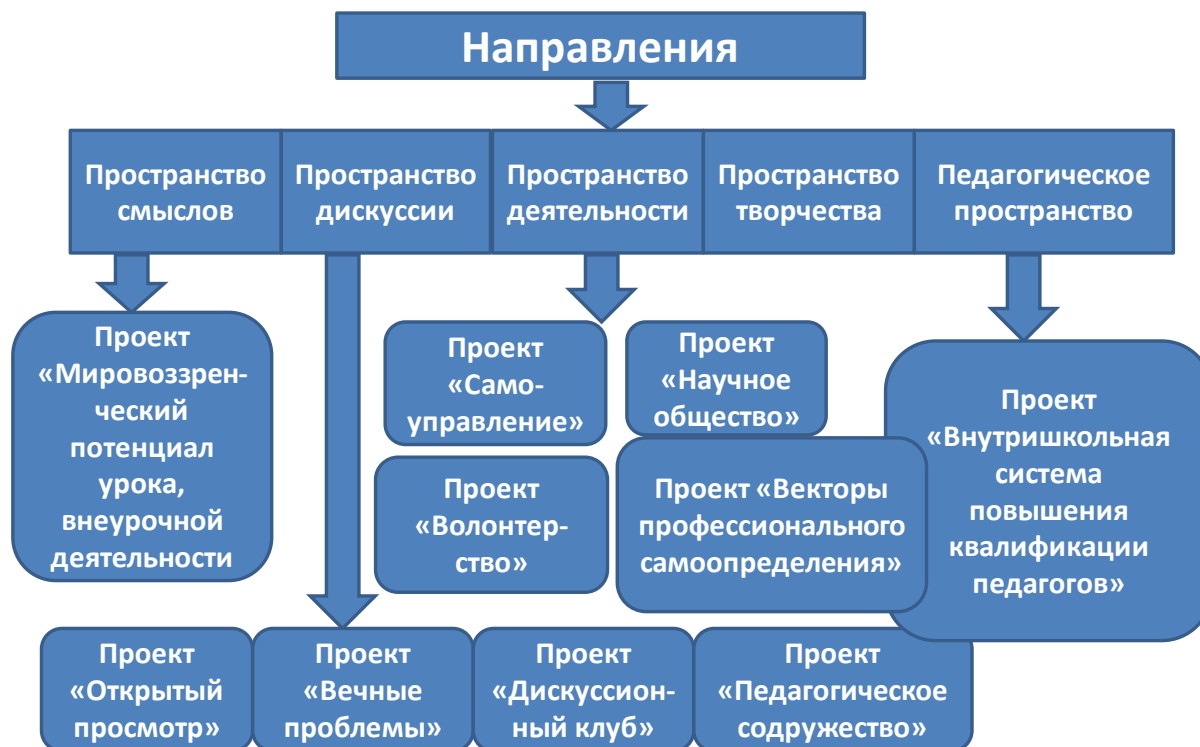 Направления
Пространство
смыслов
Пространство
дискуссии
Пространство
деятельности
Пространство
творчества
Педагогическое
пространство
Проект
«Мировоззрен-
ческий
потенциал
урока,
внеурочной
деятельности
Проект
«Само-
управление»
Проект
«Научное
общество»
Проект
«Волонтер-
ство»
Проект «Векторы
профессионального
самоопределения»
Проект
«Внутришкольная
система
повышения
квалификации
педагогов»
Проект
«Открытый
просмотр»
Проект
«Вечные
проблемы»
Проект
«Дискуссион-
ный клуб»
Проект
«Педагогическое
содружество»